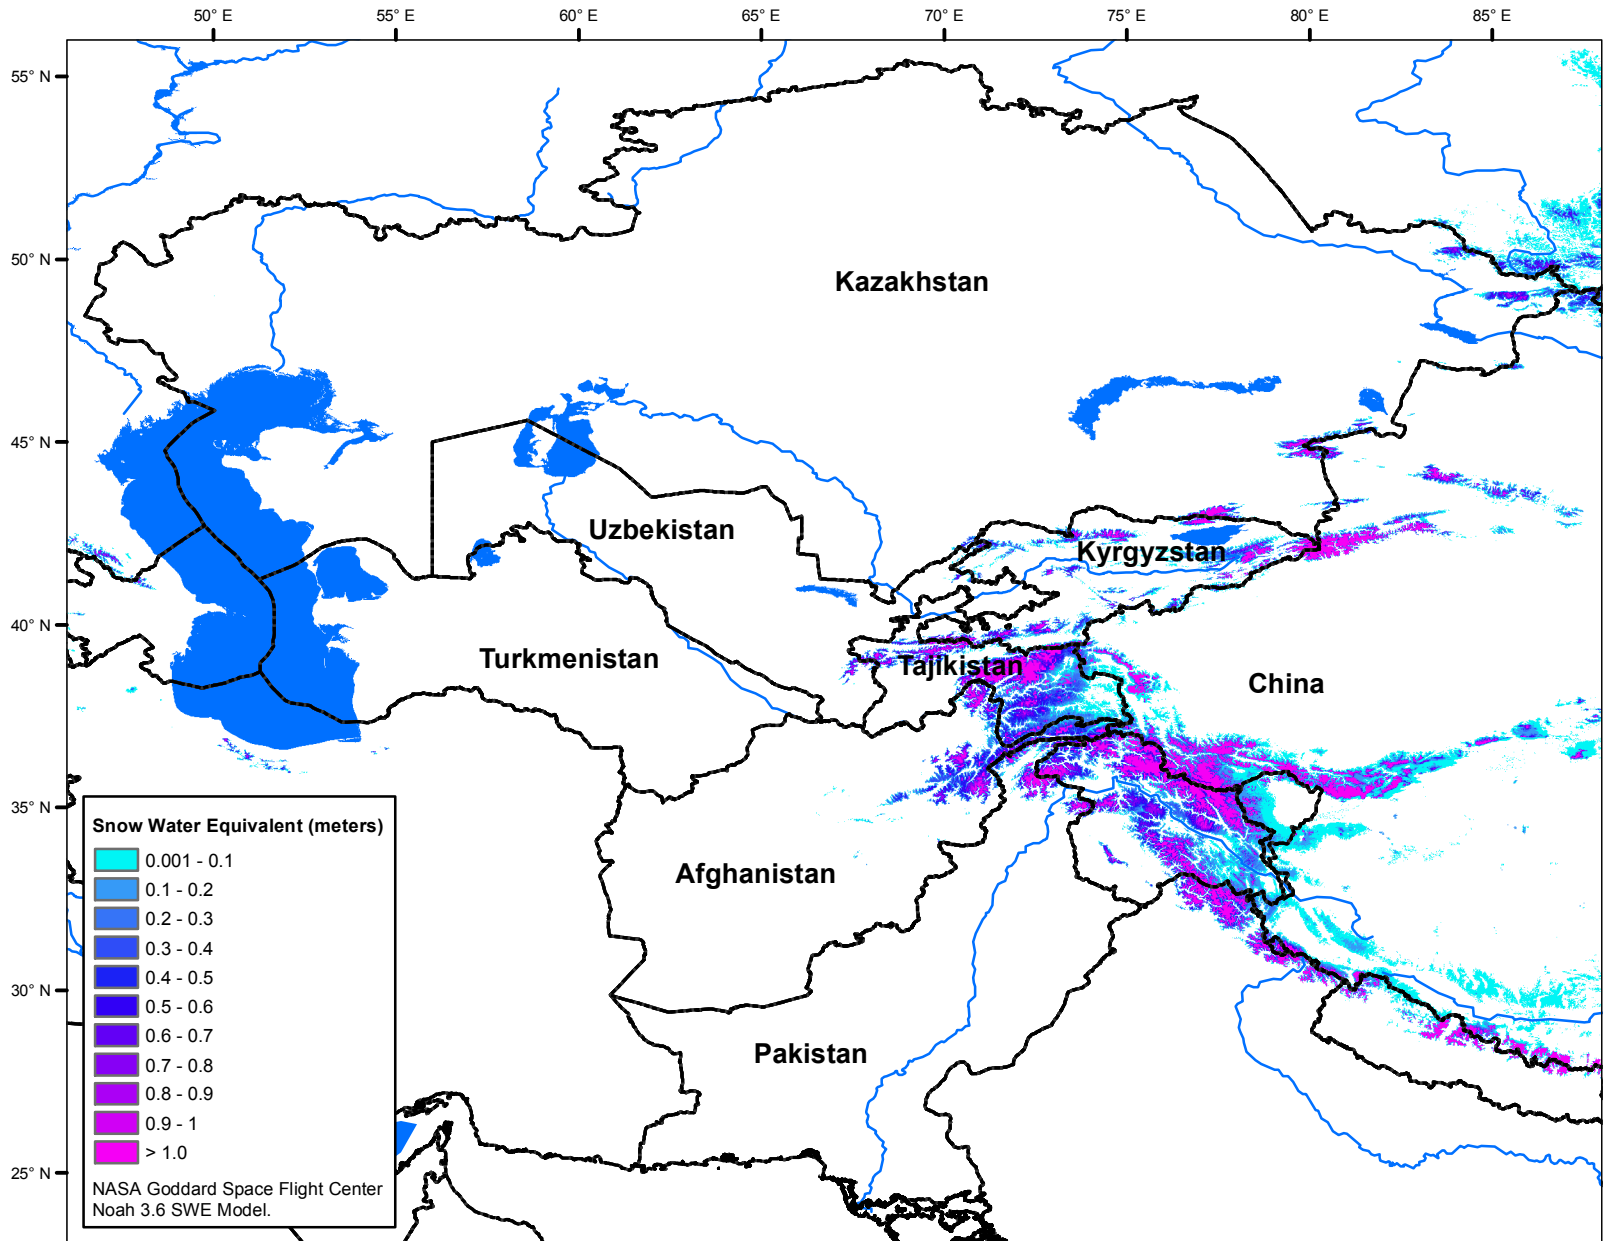 50° E 55° E 60° E 65° E 70° E 75° E 80° E 85° E
55° N
50° N
Kazakhstan
45° N
Uzbekistan
Kyrgyzstan
40° N
Turkmenistan
Tajikistan
China
35° N
Snow Water Equivalent (meters)
0.001 - 0.1
0.1 - 0.2
0.2 - 0.3
0.3 - 0.4
0.4 - 0.5
0.5 - 0.6
0.6 - 0.7
0.7 - 0.8
0.8 - 0.9
0.9 - 1
> 1.0
NASA Goddard Space Flight Center
Noah 3.6 SWE Model.
Afghanistan
30° N
Pakistan
25° N